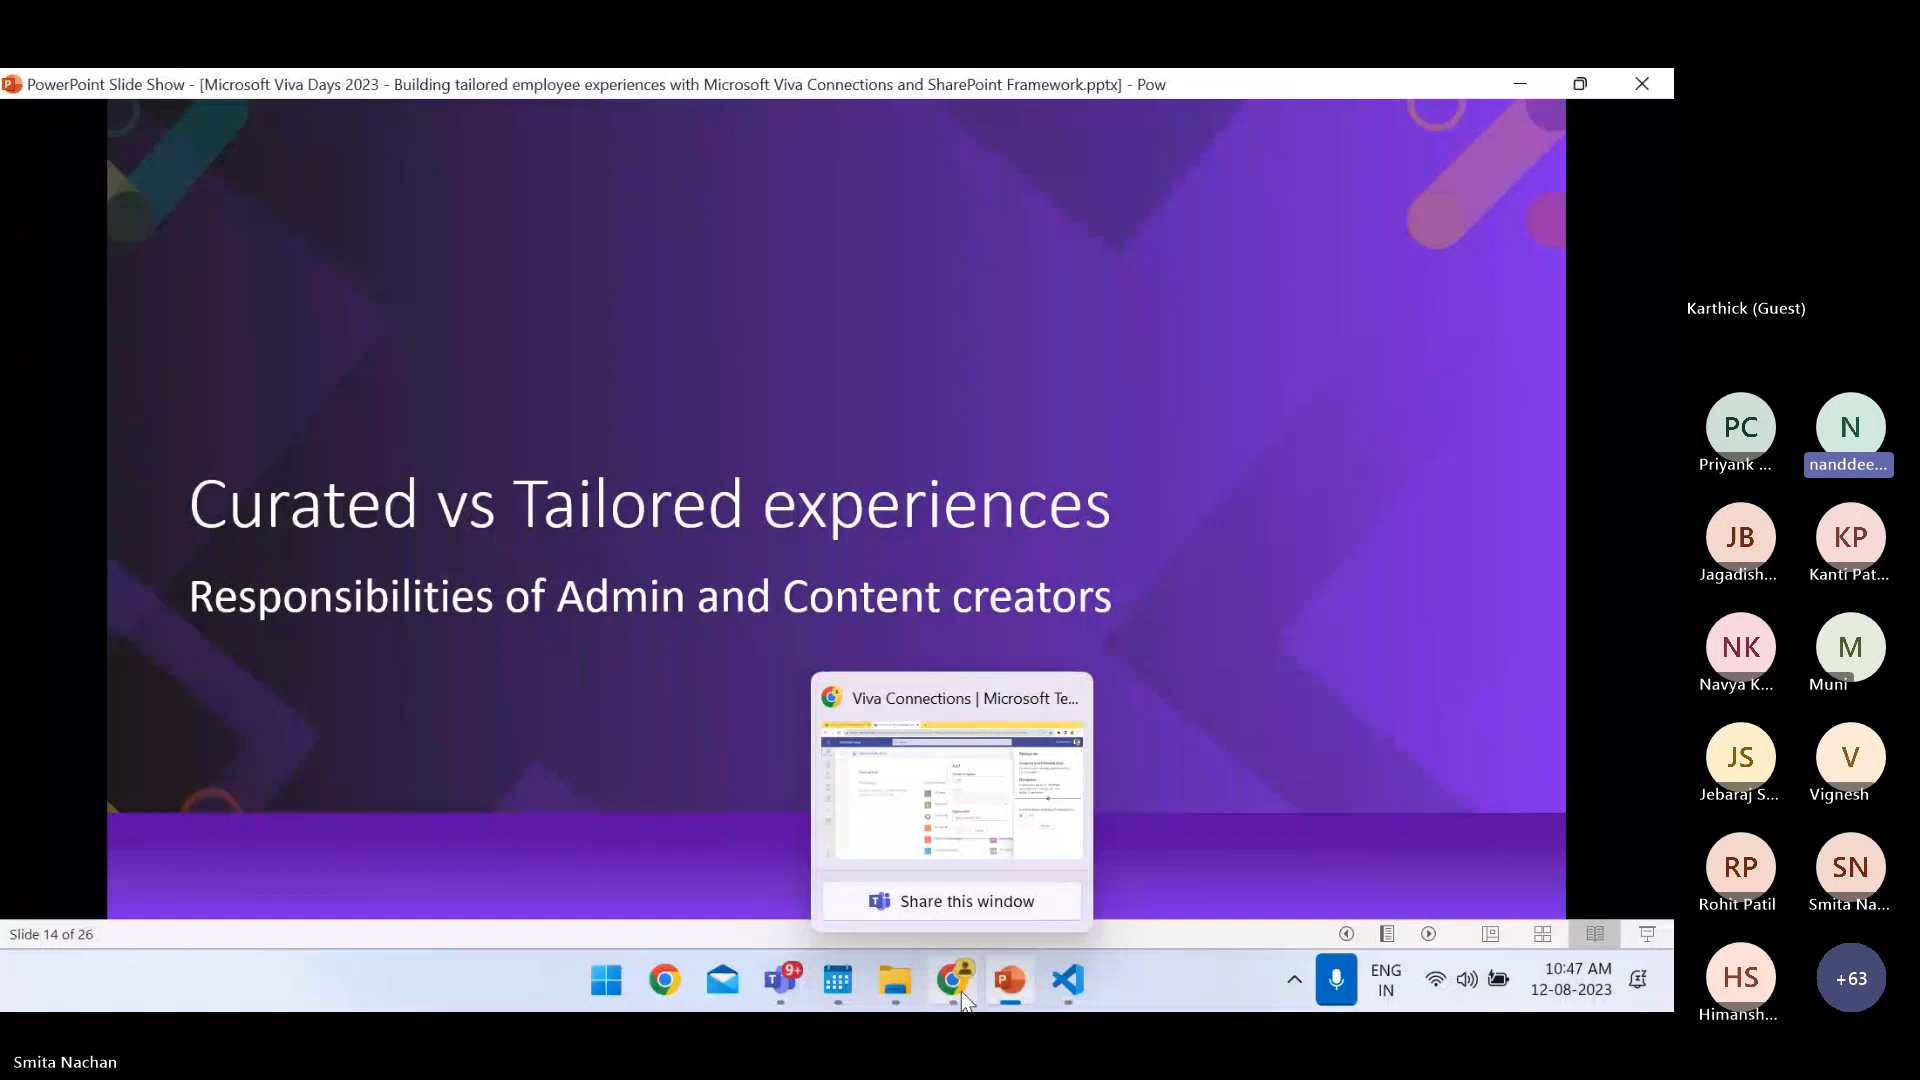 PowerPoint Slide Show - [Microsoft Viva Days 2023 - Building tailored employee experiences with Microsoft Viva Connections and SharePoint Framework.pptx] - Pow
Curated vs Tailored experiences
Responsibilities of Admin and Content creators
Viva Connections | Microsoft Te...
Share this window
Slide 14 of 26
9+
ENG
IN
10:47 AM
12-08-2023
Smita Nachan
Karthick (Guest)
PC
Priyank ...
N
nanddee...
JB
Jagadish...
KP
Kanti Pat...
NK
Navya K...
M
Muni
JS
Jebaraj S...
V
Vignesh
RP
Rohit Patil
SN
Smita Na...
HS
Himansh...
+63